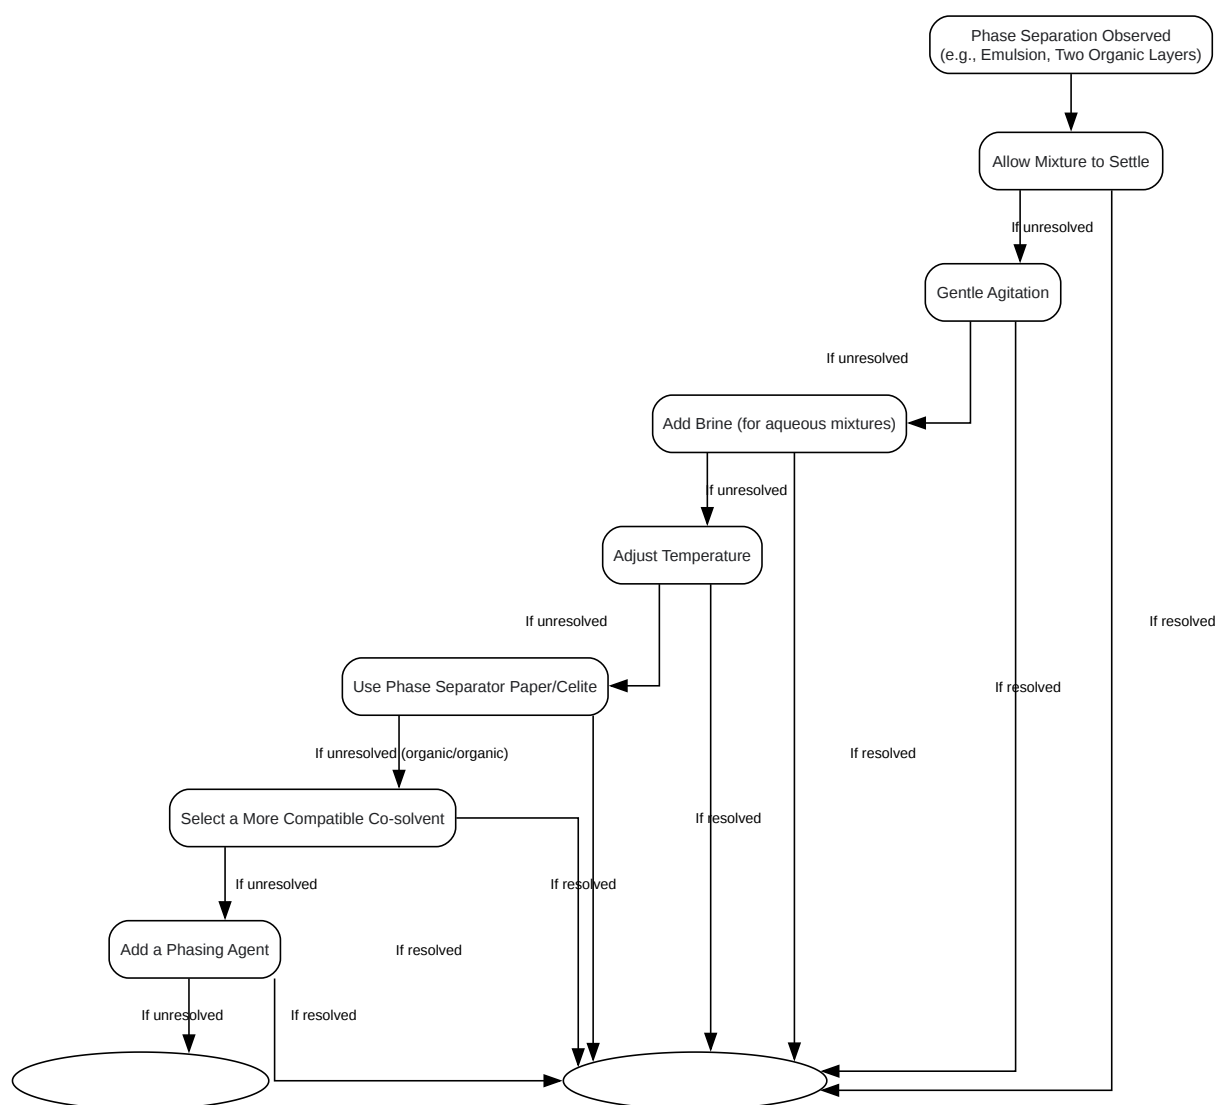 Phase Separation Observed
(e.g., Emulsion, Two Organic Layers)
Allow Mixture to Settle
If unresolved
Gentle Agitation
If unresolved
Add Brine (for aqueous mixtures)
If unresolved
Adjust Temperature
If unresolved
If resolved
Use Phase Separator Paper/Celite
If resolved
If unresolved (organic/organic)
If resolved
Select a More Compatible Co-solvent
If resolved
If unresolved
If resolved
Add a Phasing Agent
If resolved
If unresolved
If resolved